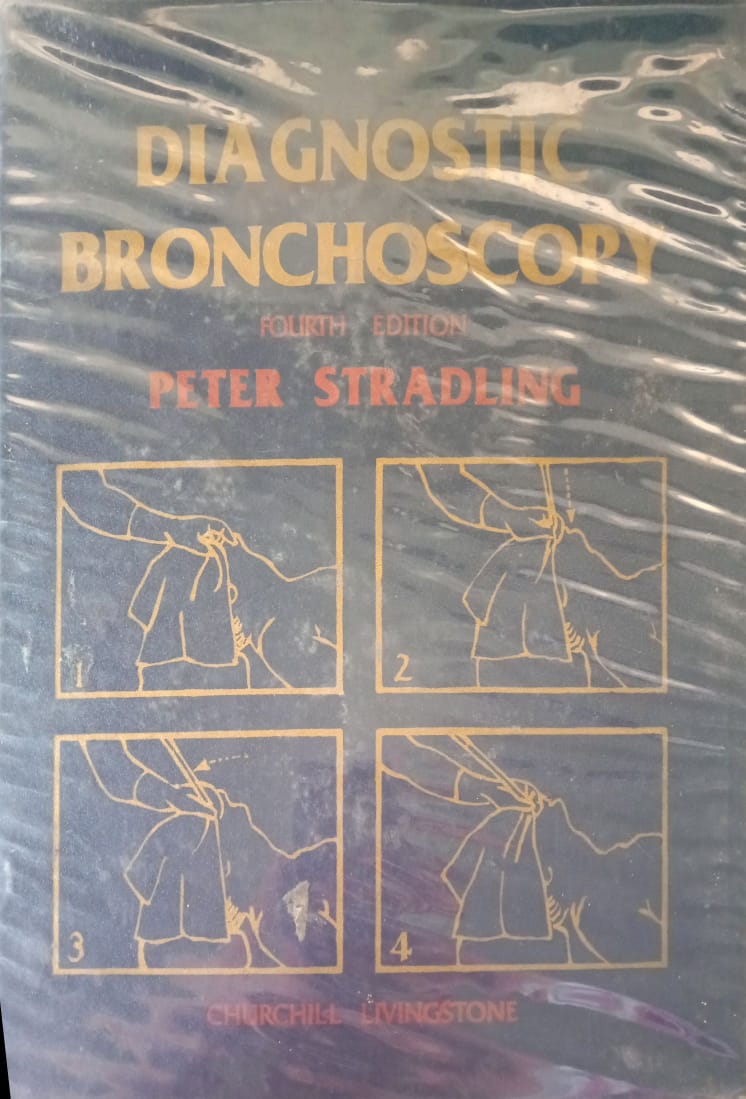 DIAGNOSTIC
BRONCHOSCOPY
FOURTH EDITION
PETER STRADLING
1
2
3
4
CHURCHILL LIVINGSTONE